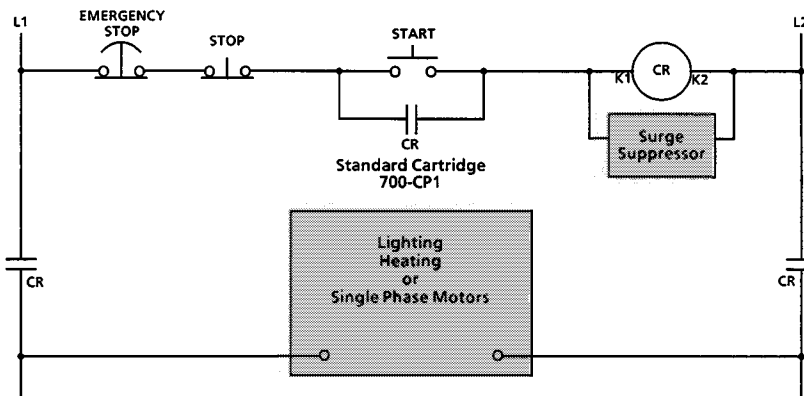 L1
EMERGENCY
STOP
STOP
START
L2
K1
CR
K2
CR
Surge
Suppressor
Standard Cartridge
700-CP1
Lighting
Heating
or
Single Phase Motors
CR
CR